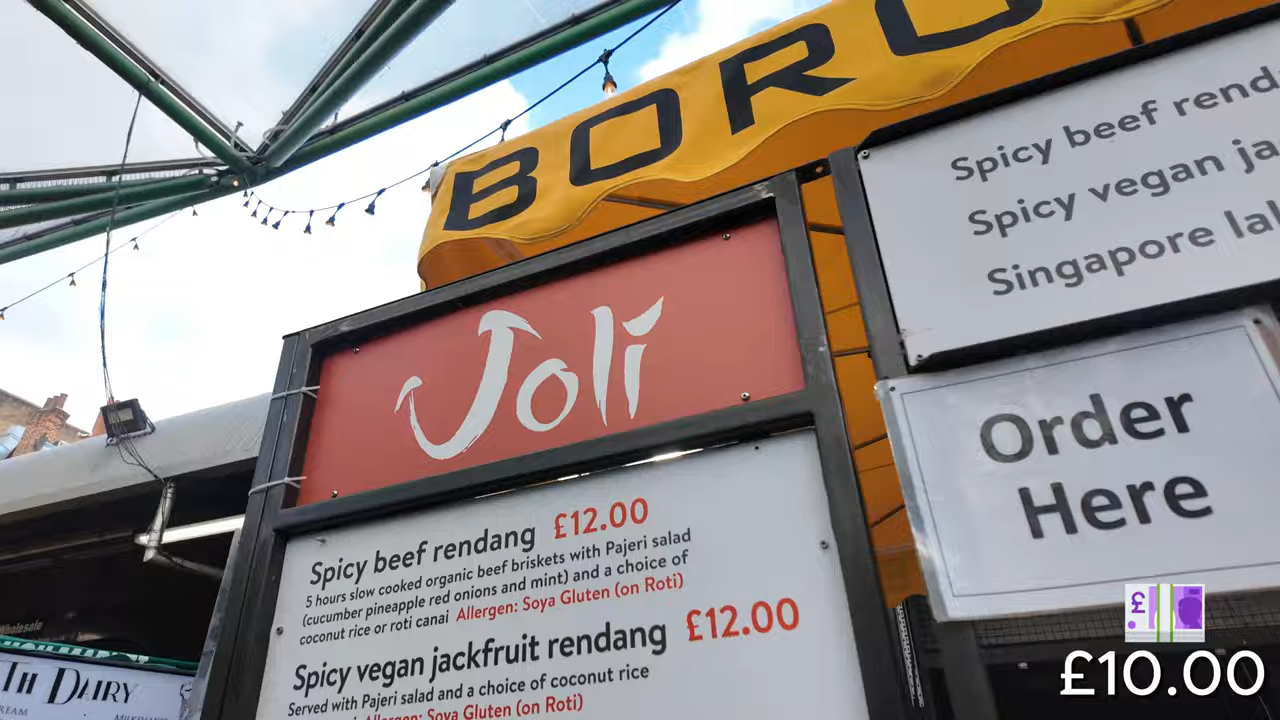 BORO
Joli
Spicy beef rendang £12.00
5 hours slow cooked organic beef briskets with Pajeri salad
(cucumber pineapple red onions and mint) and a choice of
coconut rice or roti canai Allergen: Soya Gluten (on Roti)
Spicy vegan jackfruit rendang £12.00
Served with Pajeri salad and a choice of coconut rice
Allergen: Soya Gluten (on Roti)
Spicy beef rend
Spicy vegan ja
Singapore la
Order
Here
Wholesale
TH DAIRY
REAM
£
£10.00